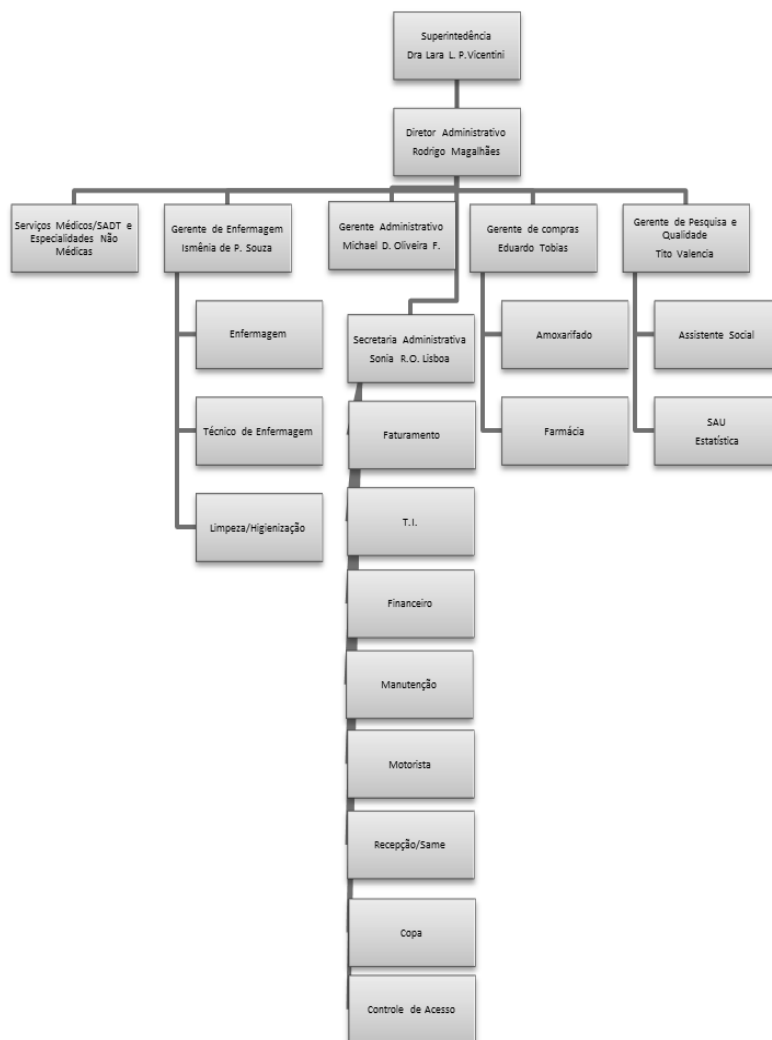 Superintedência
Dra Lara L. P. Vicentini
Diretor Administrativo
Rodrigo Magalhães
Serviços Médicos/SADT e
Especialidades Não
Médicas
Gerente de Enfermagem
Ismênia de P. Souza
Gerente Administrativo
Michael D. Oliveira F.
Gerente de compras
Eduardo Tobias
Gerente de Pesquisa e
Qualidade
Tito Valencia
Enfermagem
Técnico de Enfermagem
Limpeza/Higienização
Secretaria Administrativa
Sonia R.O. Lisboa
Faturamento
T.I.
Financeiro
Manutenção
Motorista
Recepção/Same
Copa
Controle de Acesso
Amoxarifado
Farmácia
Assistente Social
SAU
Estatística